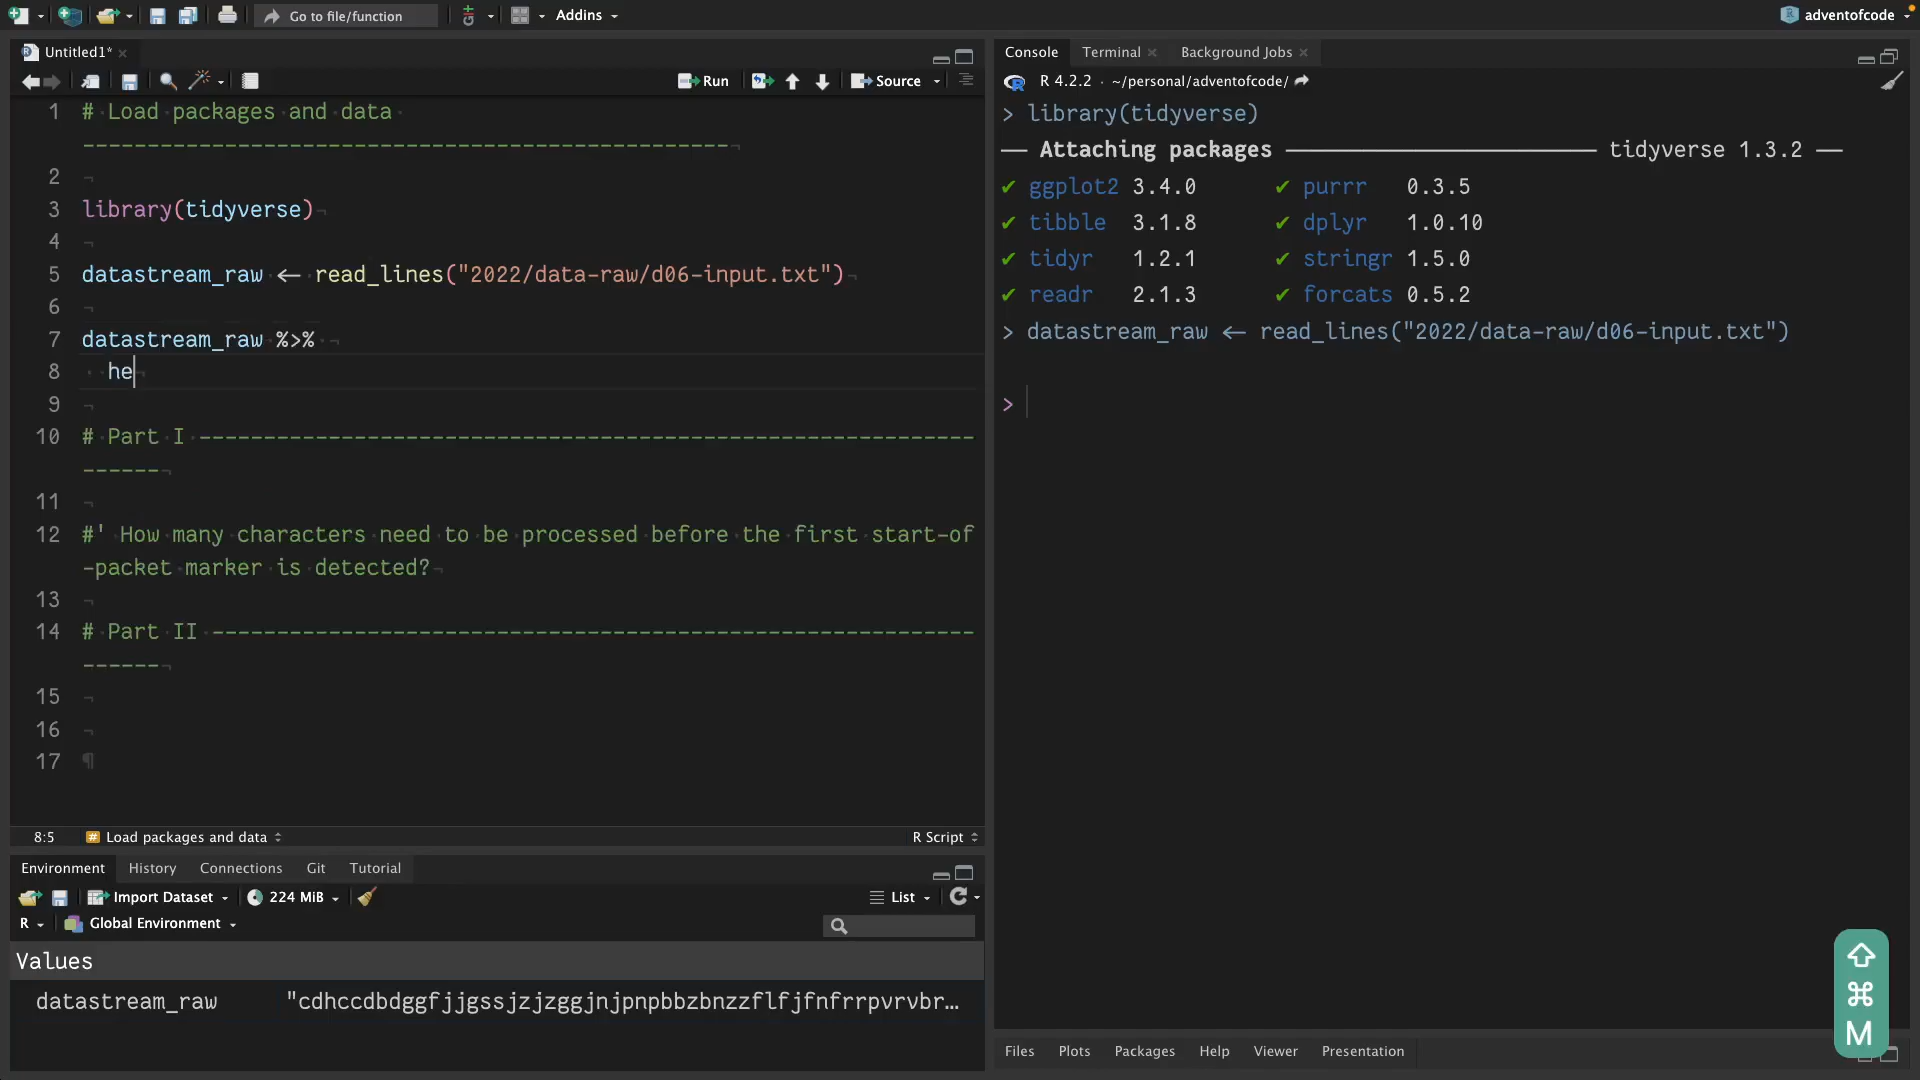 Go to file/function
Addins
adventofcode
Untitled1*
Run
Source
1 # Load packages and data
--------------------------------------------------
2
3 library(tidyverse)
4
5 datastream_raw <- read_lines("2022/data-raw/d06-input.txt")
6
7 datastream_raw %>%
8 he
9
10 # Part I ------------------------------------------------------------
------
11
12 #' How many characters need to be processed before the first start-of
-packet marker is detected?
13
14 # Part II -----------------------------------------------------------
------
15
16
17
8:5 Load packages and data R Script
Environment History Connections Git Tutorial
Import Dataset 224 MiB List
R Global Environment
Values
datastream_raw "cdhccdbdggfjjgssjzjzggjnjpnpbbzbnzzflfjfnfrrpvrvbr…
Console Terminal Background Jobs
R 4.2.2 · ~/personal/adventofcode/
> library(tidyverse)
── Attaching packages ──────────────────────── tidyverse 1.3.2 ──
✔ ggplot2 3.4.0 ✔ purrr 0.3.5
✔ tibble 3.1.8 ✔ dplyr 1.0.10
✔ tidyr 1.2.1 ✔ stringr 1.5.0
✔ readr 2.1.3 ✔ forcats 0.5.2
> datastream_raw <- read_lines("2022/data-raw/d06-input.txt")
>
Files Plots Packages Help Viewer Presentation
⇧
⌘
M